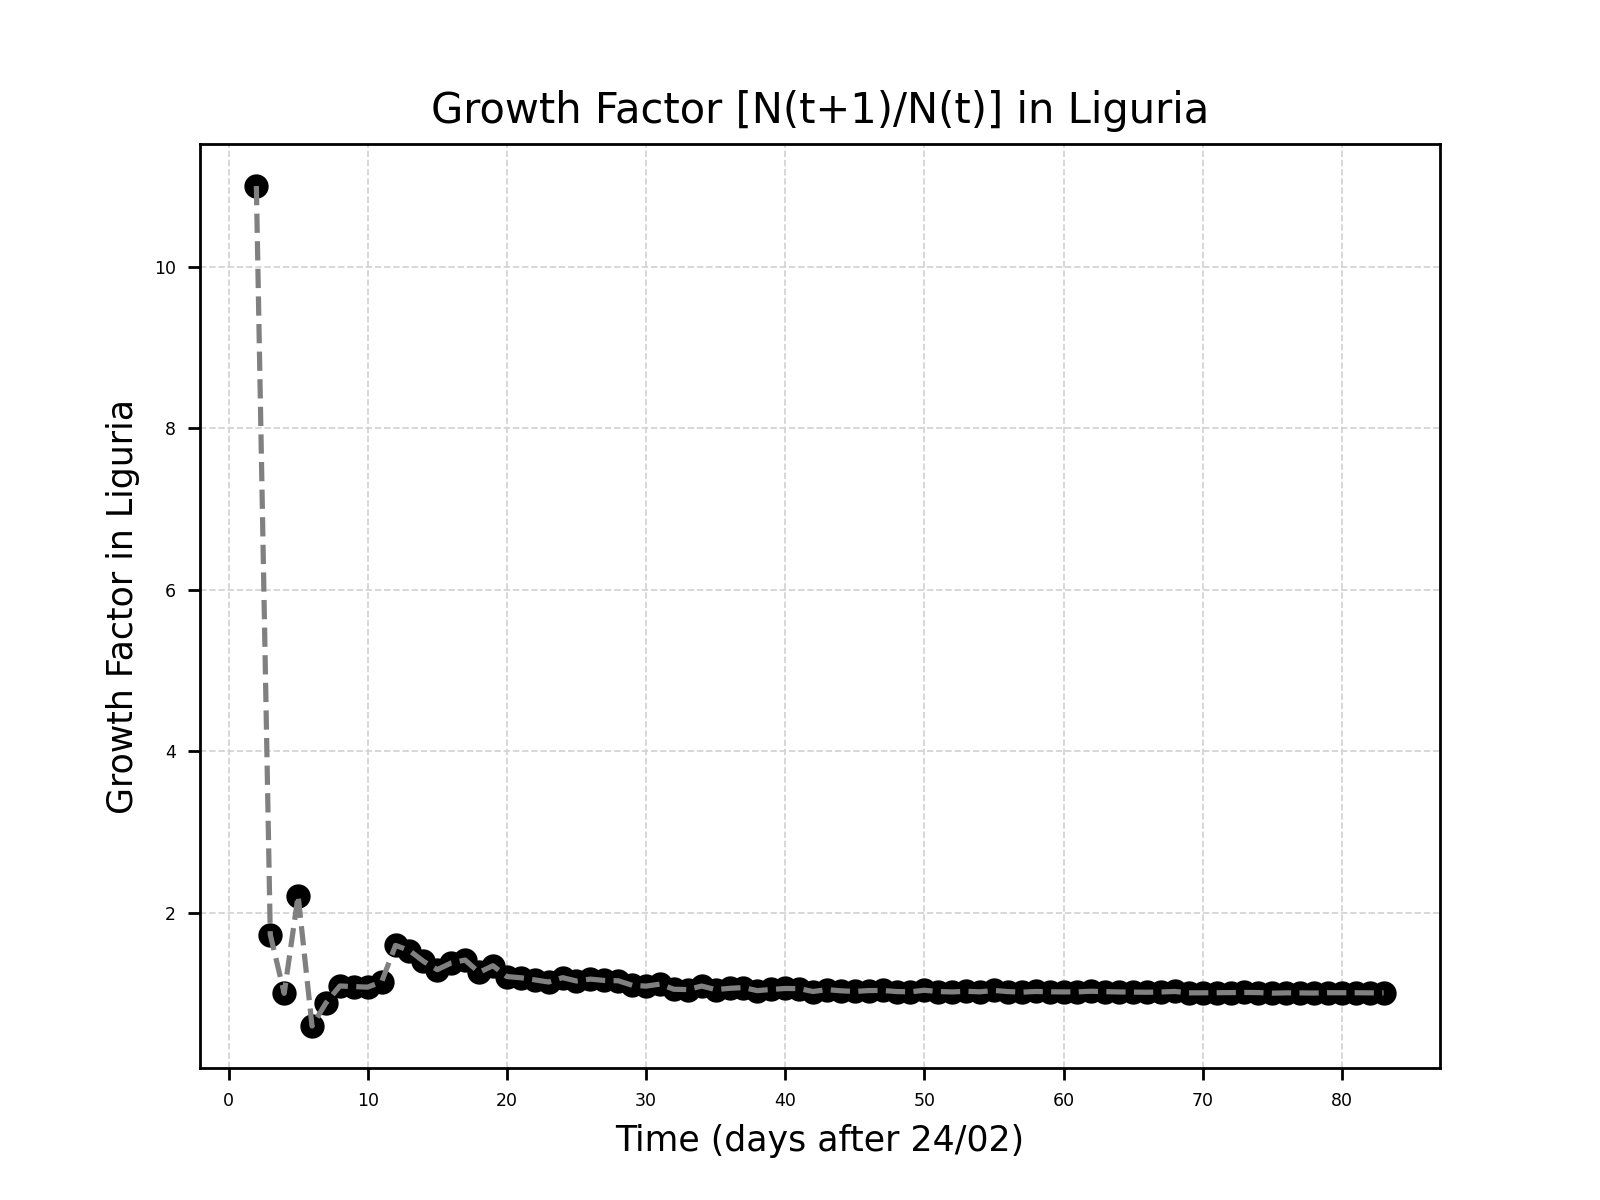 Growth Factor [N(t+1)/N(t)] in Liguria
Growth Factor in Liguria
10
8
6
4
2
0 10 20 30 40 50 60 70 80
Time (days after 24/02)